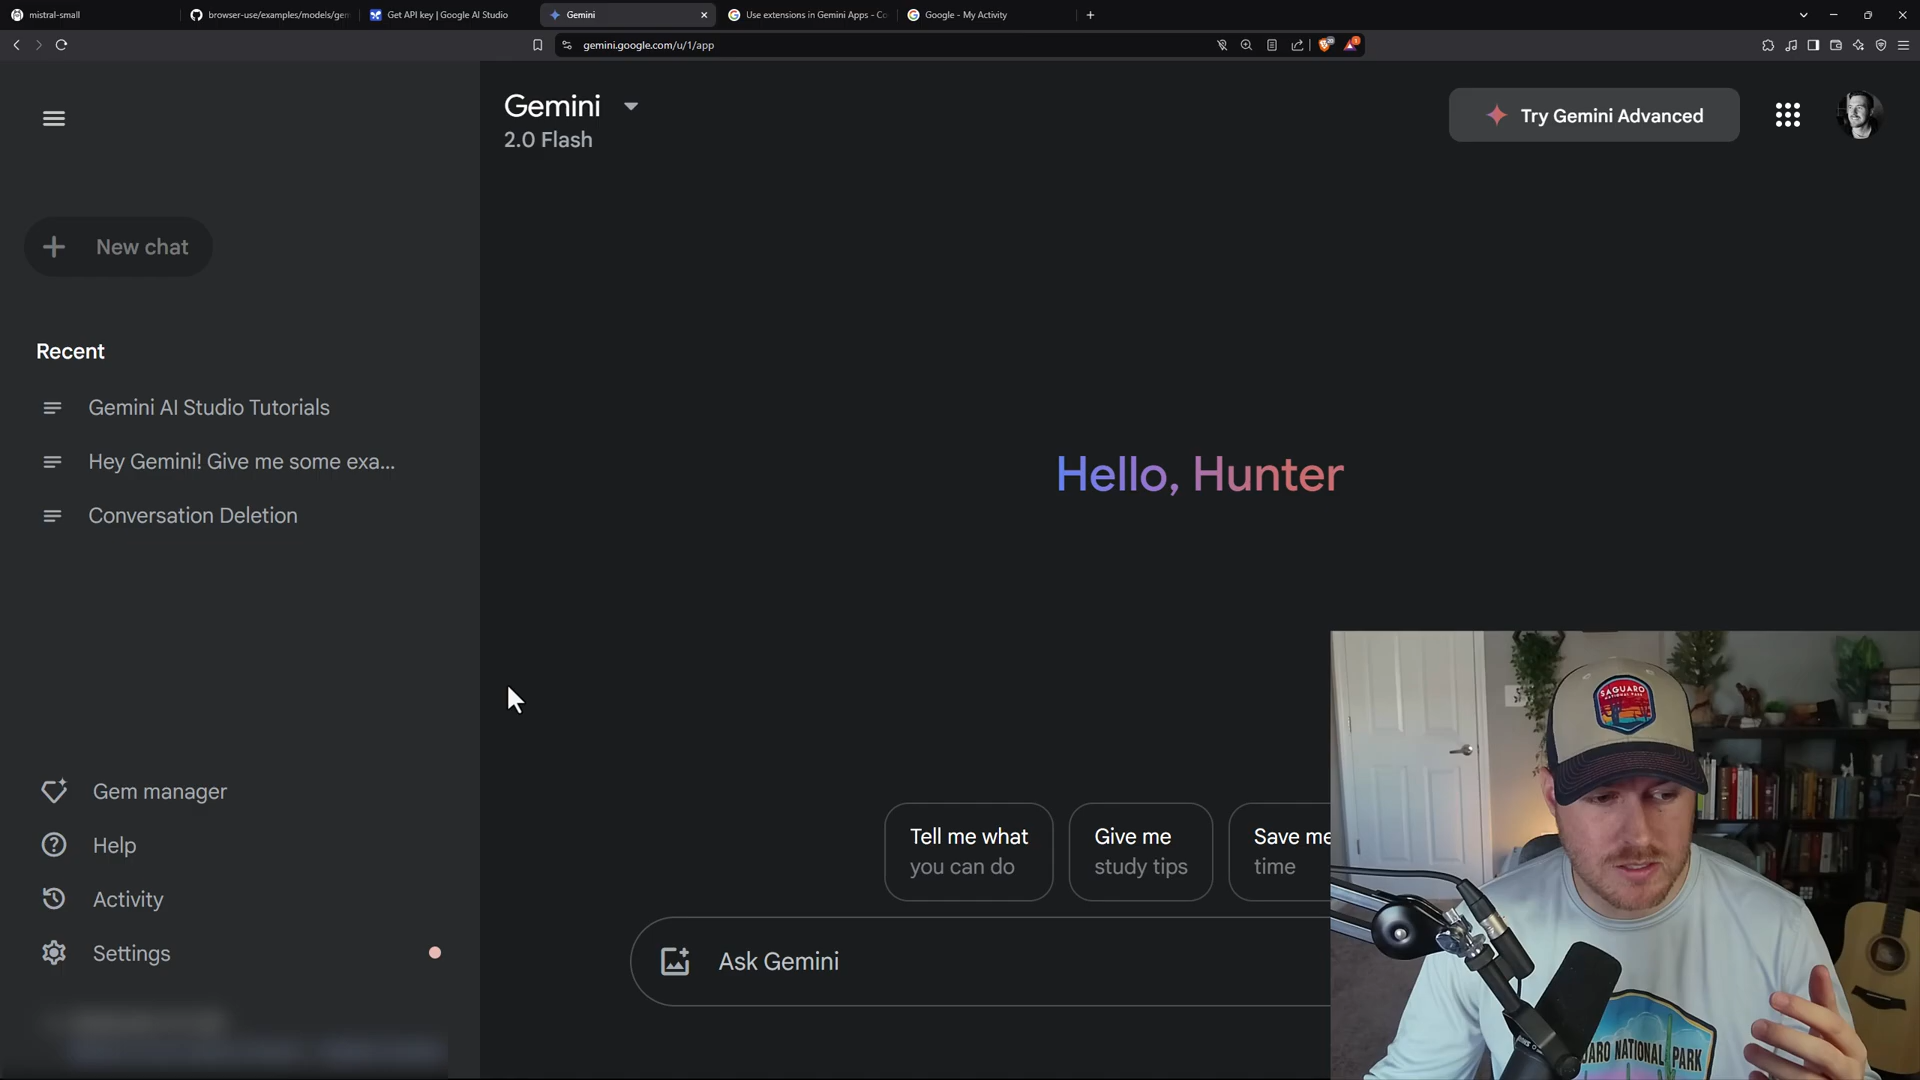 mistral-small
browser-use/examples/models/gem
Get API key | Google AI Studio
Gemini
Use extensions in Gemini Apps - Co
Google - My Activity
gemini.google.com/u/1/app
Gemini
2.0 Flash
Try Gemini Advanced
New chat
Recent
Gemini AI Studio Tutorials
Hey Gemini! Give me some exa...
Conversation Deletion
Hello, Hunter
Gem manager
Help
Activity
Settings
Tell me what
you can do
Give me
study tips
Save me
time
Ask Gemini
SAGUARO
NATIONAL PARK
UARO NATIONAL PARK